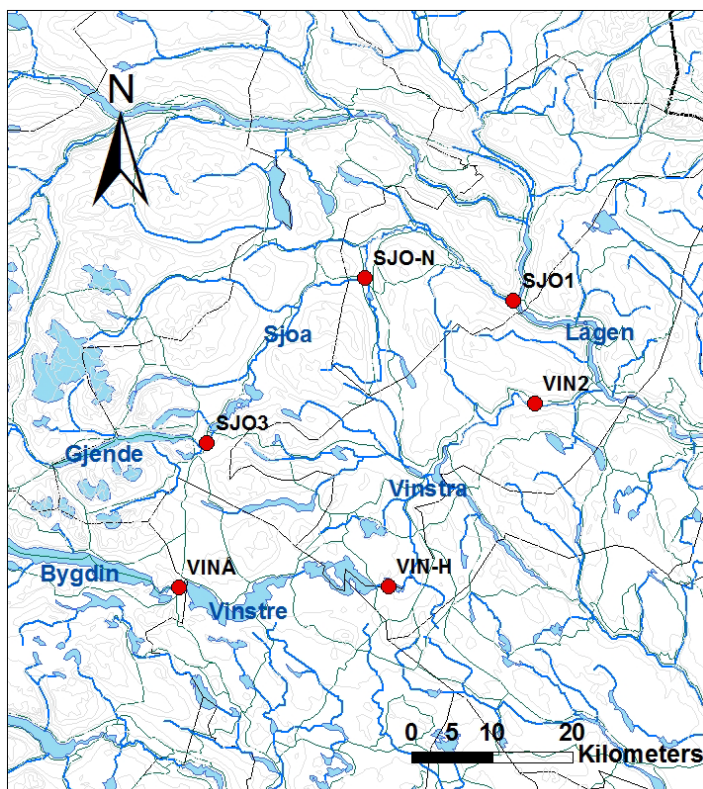 N
SJO-N
SJO1
Sjoa
Lågen
VIN2
SJO3
Gjende
Vinstra
VINA
VIN-H
Bygdin
Vinstre
0 5 10 20
Kilometers